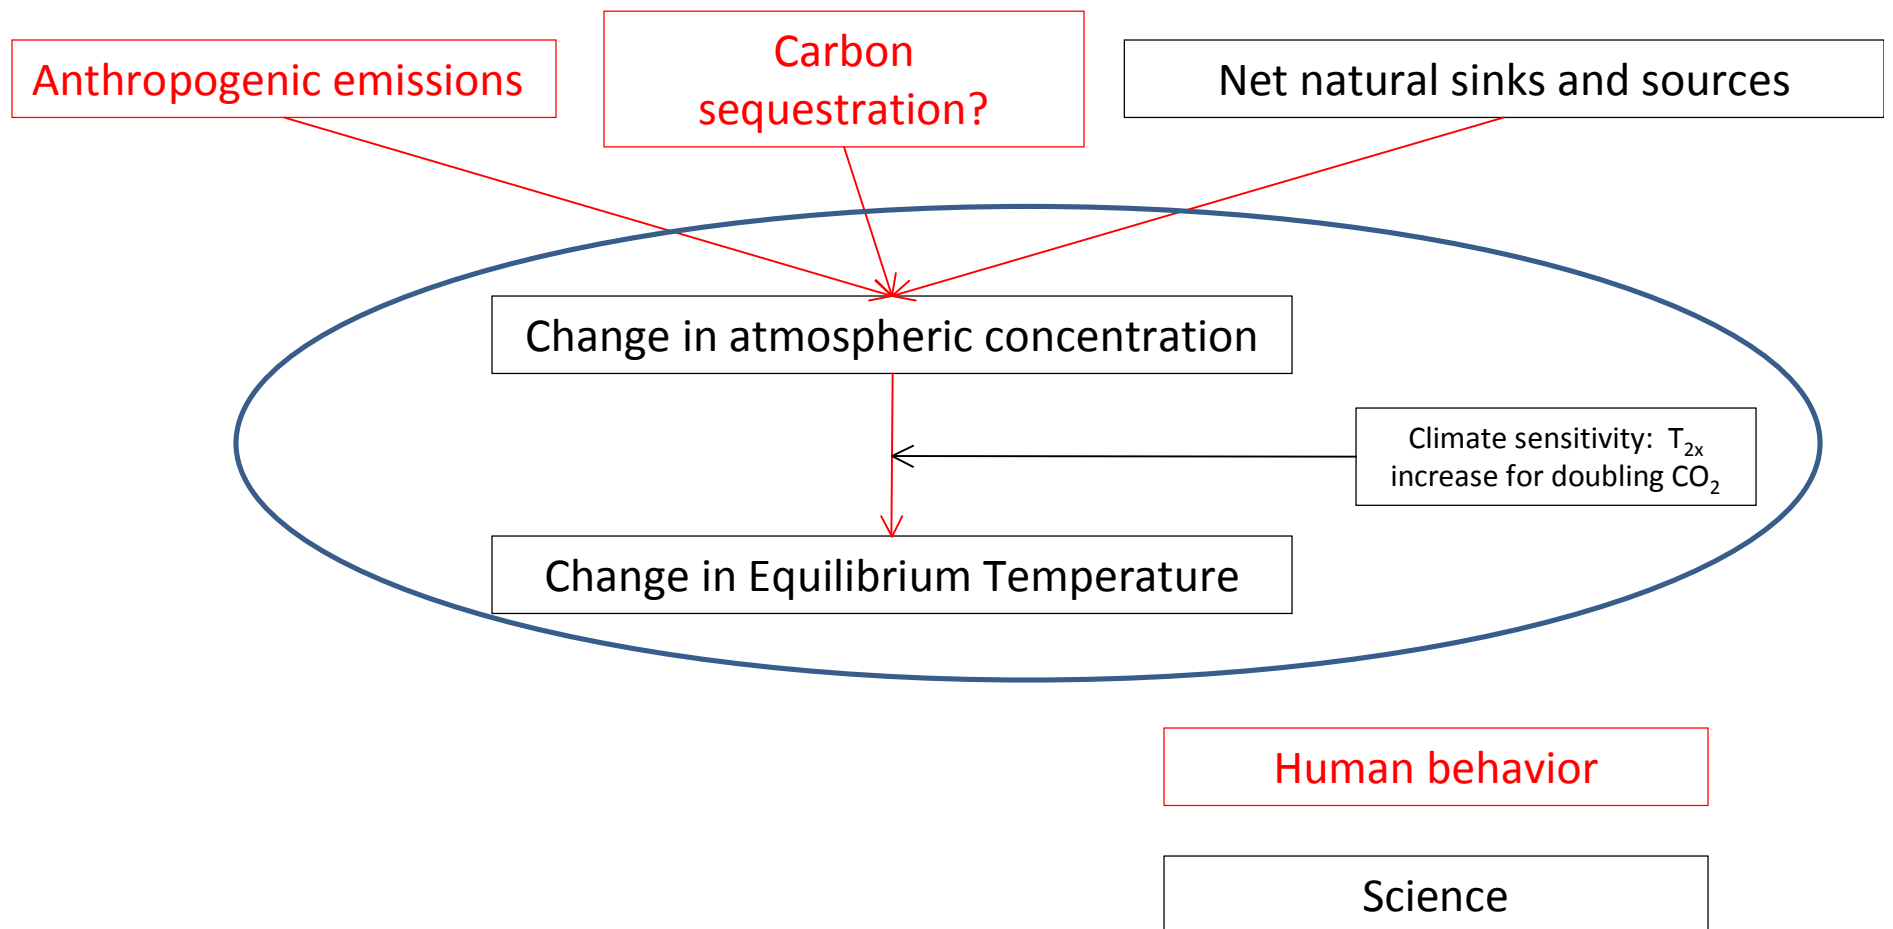 Anthropogenic emissions
Carbon
sequestration?
Net natural sinks and sources
Change in atmospheric concentration
Climate sensitivity: T2x
increase for doubling CO2
Change in Equilibrium Temperature
Human behavior
Science